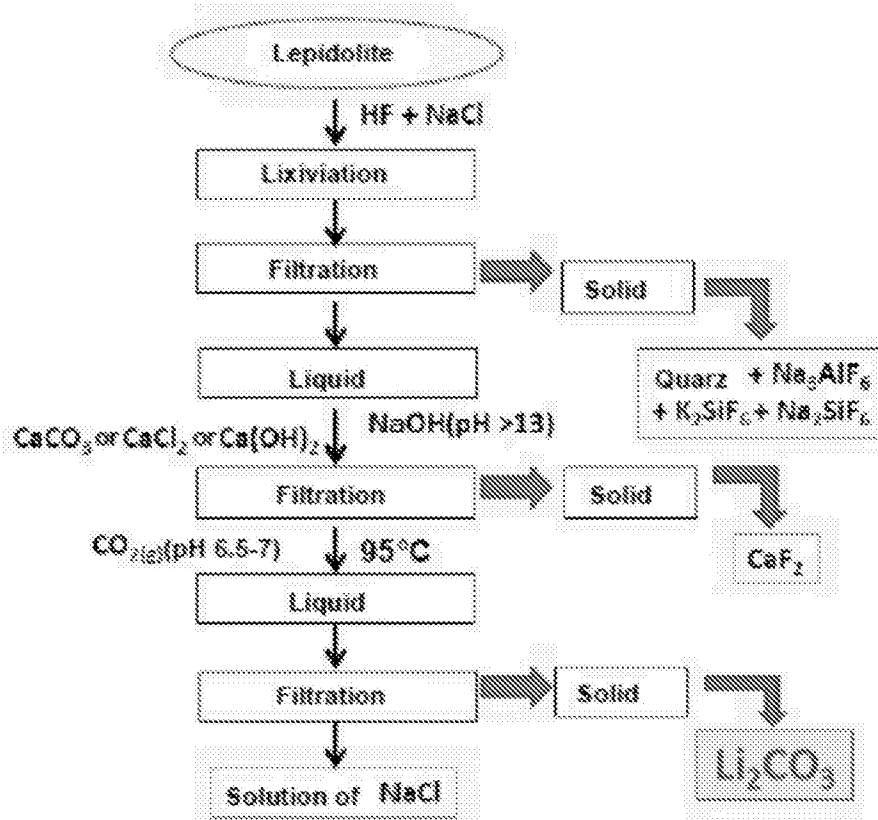 Lepidolite
HF + NaCl
Lixiviation
Filtration
Solid
Liquid
Quarz + Na₃AlF₆
+ K₂SiF₆ + Na₂SiF₆
CaCO₃ or CaCl₂ or Ca(OH)₂
NaOH(pH >13)
Filtration
Solid
CO₂(g)(pH 6.5-7)
95°C
CaF₂
Liquid
Filtration
Solid
Li₂CO₃
Solution of NaCl